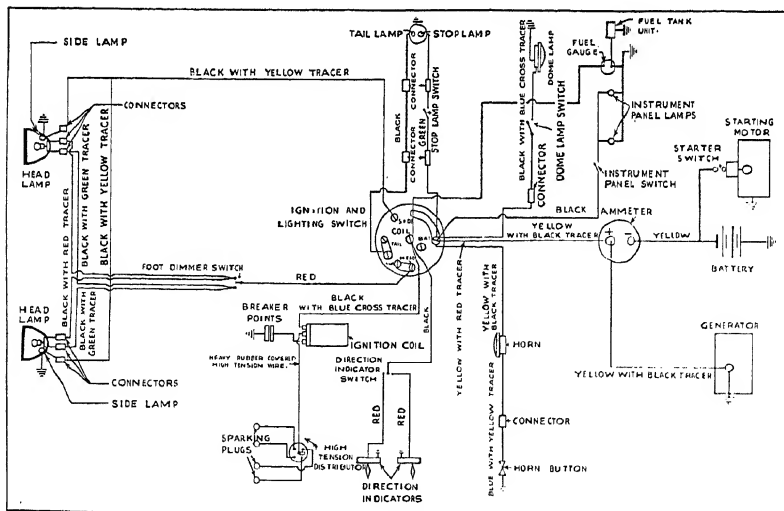 SIDE LAMP
CONNECTORS
HEAD LAMP
BLACK WITH RED TRACER
BLACK WITH GREEN TRACER
BLACK WITH YELLOW TRACER
BLACK WITH YELLOW TRACER
TAIL LAMP
STOP LAMP
CONNECTOR
CONNECTOR
BLACK
GREEN
STOP LAMP SWITCH
BLACK WITH BLUE CROSS TRACER
DOME LAMP
DOME LAMP SWITCH
CONNECTOR
FUEL TANK
UNIT.
FUEL
GAUGE
INSTRUMENT
PANEL LAMPS
INSTRUMENT
PANEL SWITCH
STARTING
MOTOR
STARTER
SWITCH
IGNITION AND
LIGHTING SWITCH
SIDE
COIL
BAT
TAIL
HEAD
BLACK
AMMETER
YELLOW
WITH BLACK TRACER
+
-
YELLOW
BATTERY
FOOT DIMMER SWITCH
RED
HEAD
LAMP
BLACK WITH
GREEN TRACER
CONNECTORS
SIDE LAMP
BREAKER
POINTS
BLACK
WITH BLUE CROSS TRACER
IGNITION COIL
HEAVY RUBBER COVERED
HIGH TENSION WIRE.
DIRECTION
INDICATOR
SWITCH
BLACK
YELLOW WITH RED TRACER
YELLOW WITH
BLACK TRACER
HORN
GENERATOR
YELLOW WITH BLACK TRACER
RED
RED
SPARKING
PLUGS
HIGH
TENSION
DISTRIBUTOR
DIRECTION
INDICATORS
CONNECTOR
BLUE WITH YELLOW TRACER
HORN BUTTON